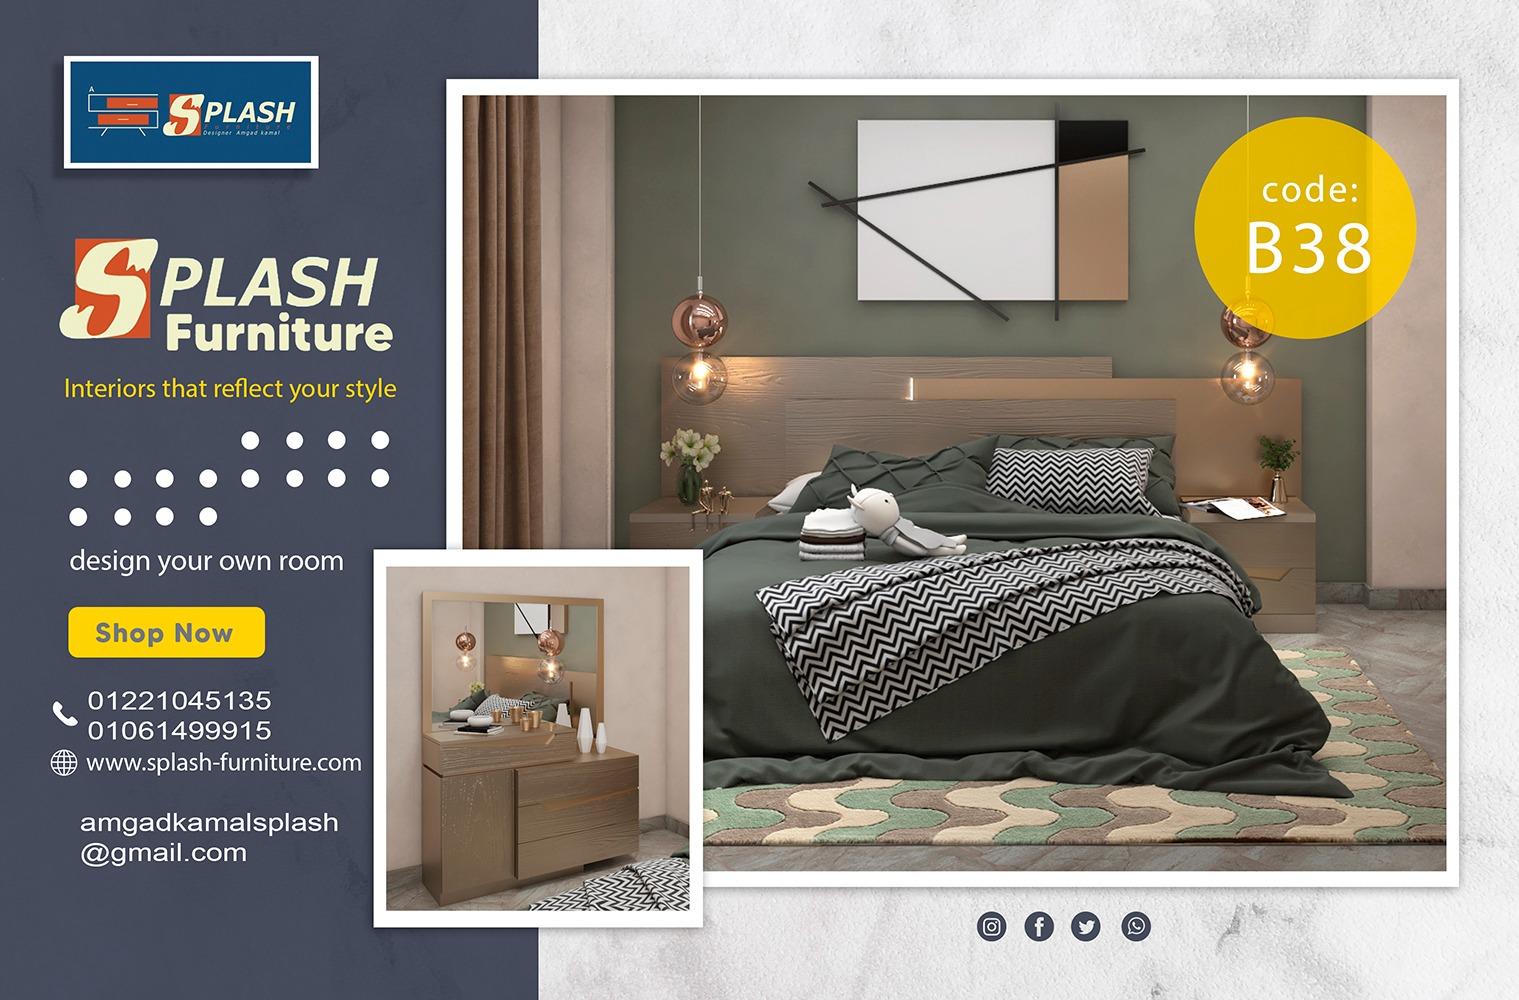 A
SPLASH
Furniture
Designer Amgad kamal
SPLASH
Furniture
Interiors that reflect your style
design your own room
Shop Now
01221045135
01061499915
www.splash-furniture.com
amgadkamalsplash
@gmail.com
code:
B38